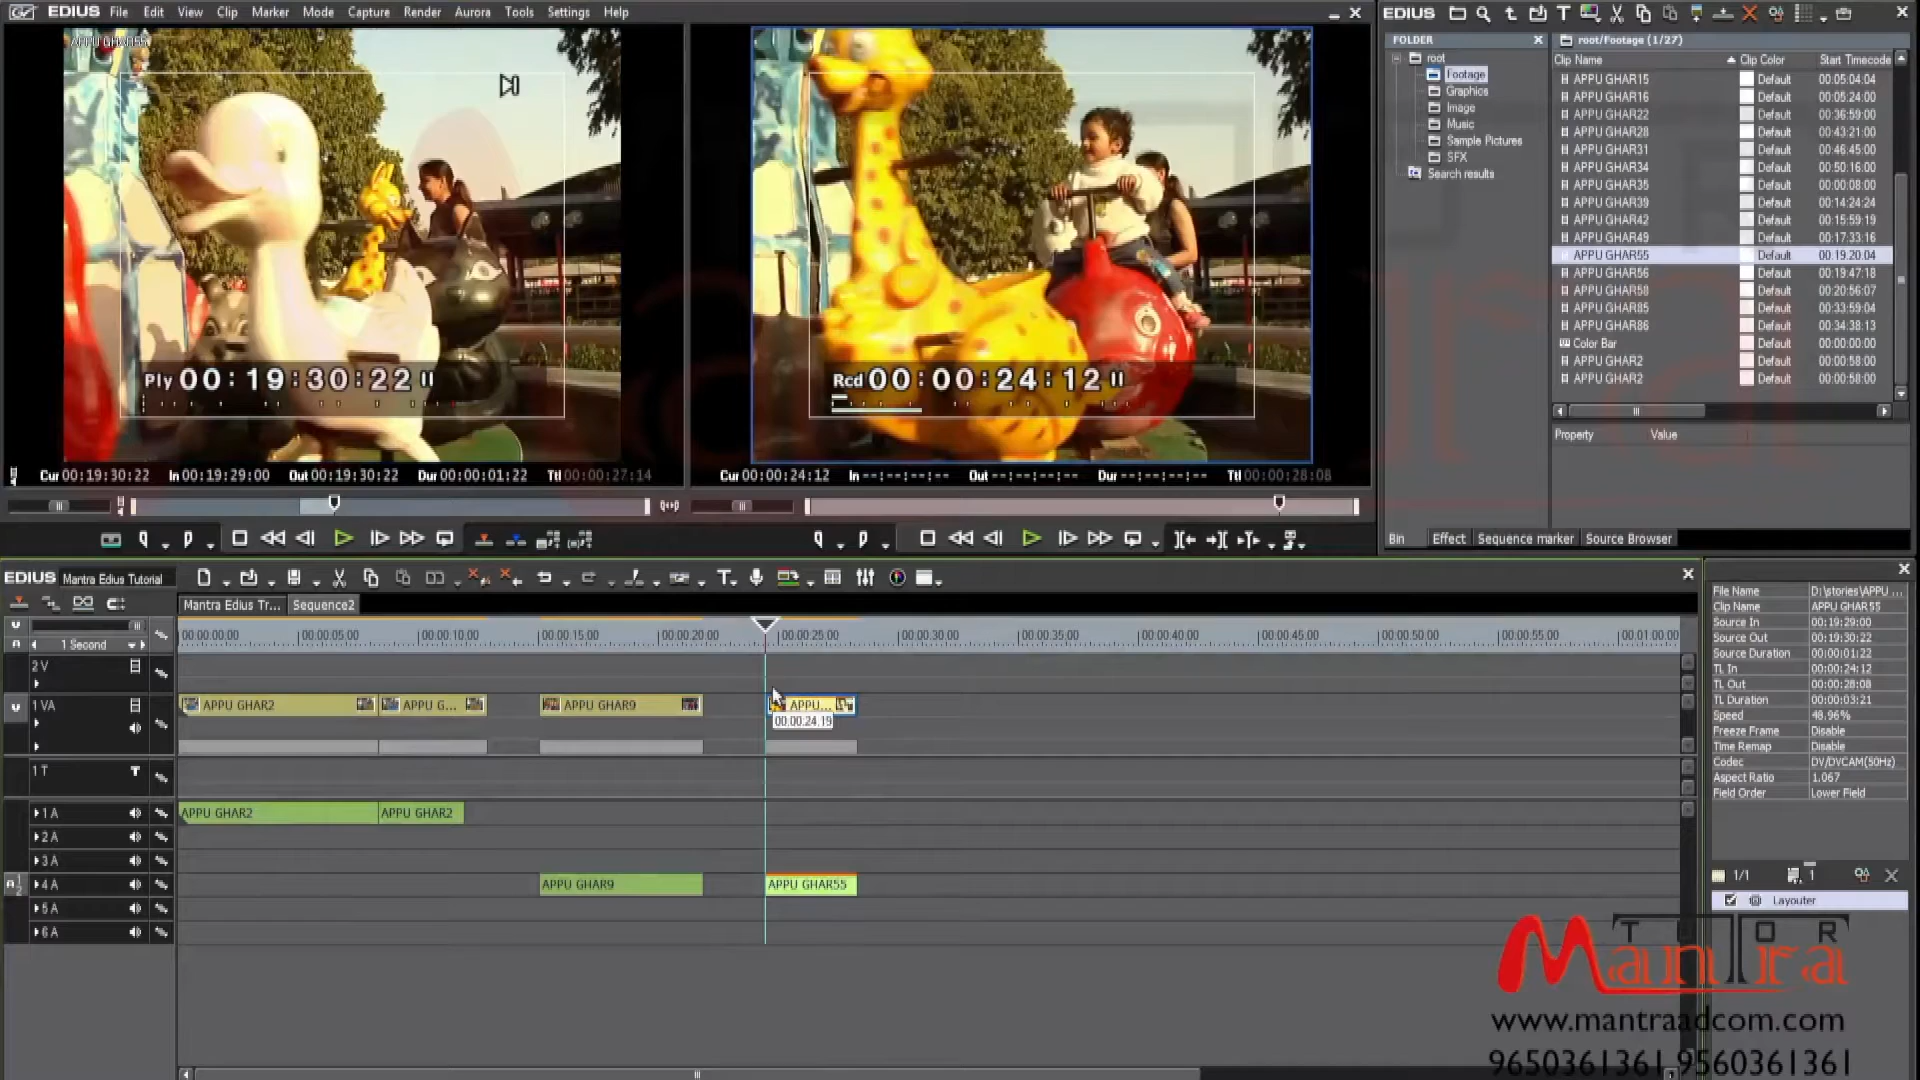 EDIUS File Edit View Clip Marker Mode Capture Render Aurora Tools Settings Help
APPU GHAR55
Ply 00:19:30:22
Rcd 00:00:24:12
Cur 00:19:30:22 In 00:19:29:00 Out 00:19:30:22 Dur 00:00:01:22 Ttl 00:00:27:14
Cur 00:00:24:12 In --:--:--:-- Out --:--:--:-- Dur --:--:--:-- Ttl 00:00:28:08
EDIUS
FOLDER
root
Footage
Graphics
Image
Music
Sample Pictures
SFX
Search results
root/Footage (1/27)
Clip Name Clip Color Start Timecode
APPU GHAR15 Default 00:05:04:04
APPU GHAR16 Default 00:05:24:00
APPU GHAR22 Default 00:36:59:00
APPU GHAR28 Default 00:43:21:00
APPU GHAR31 Default 00:46:45:00
APPU GHAR34 Default 00:50:16:00
APPU GHAR35 Default 00:00:08:00
APPU GHAR39 Default 00:14:24:24
APPU GHAR42 Default 00:15:59:19
APPU GHAR49 Default 00:17:33:16
APPU GHAR55 Default 00:19:20:04
APPU GHAR56 Default 00:19:47:18
APPU GHAR58 Default 00:20:56:07
APPU GHAR85 Default 00:33:59:04
APPU GHAR86 Default 00:34:38:13
Color Bar Default 00:00:00:00
APPU GHAR2 Default 00:00:58:00
APPU GHAR2 Default 00:00:58:00
Property Value
Bin Effect Sequence marker Source Browser
EDIUS Mantra Edius Tutorial
Mantra Edius Tr... Sequence2
1 Second
00:00:00:00 00:00:05:00 00:00:10:00 00:00:15:00 00:00:20:00 00:00:25:00 00:00:30:00 00:00:35:00 00:00:40:00 00:00:45:00 00:00:50:00 00:00:55:00 00:01:00:00
2 V
1 VA APPU GHAR2 APPU G... APPU GHAR9 APPU...
00:00:24:19
1 T T
1 A APPU GHAR2 APPU GHAR2
2 A
3 A
4 A APPU GHAR9 APPU GHAR55
5 A
6 A
File Name D:\stories\APPU ...
Clip Name APPU GHAR55
Source In 00:19:29:00
Source Out 00:19:30:22
Source Duration 00:00:01:22
TL In 00:00:24:12
TL Out 00:00:28:08
TL Duration 00:00:03:21
Speed 48.96%
Freeze Frame Disable
Time Remap Disable
Codec DV/DVCAM(50Hz)
Aspect Ratio 1.067
Field Order Lower Field
1/1 1
Layouter
TUTOR
Mantra
www.mantraadcom.com
9650361361,9560361361